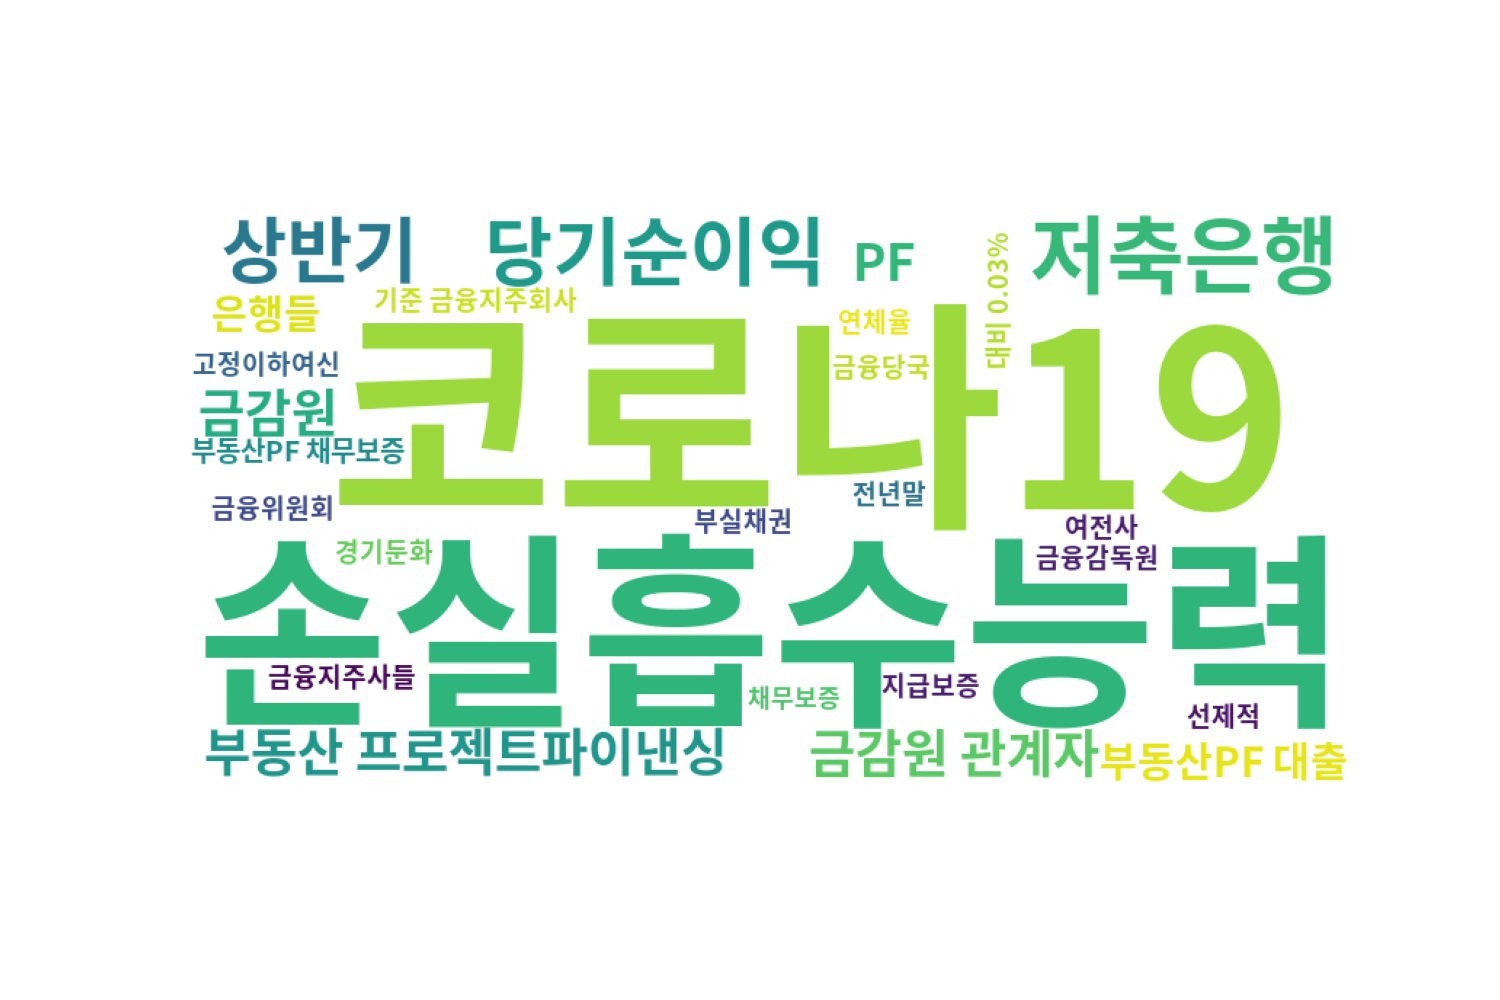 상반기
당기순이익
PF
대비 0.03%
저축은행
은행들
기준 금융지주회사
연체율
고정이하여신
금융당국
코로나19
금감원
부동산PF 채무보증
금융위원회
전년말
부실채권
여전사
경기둔화
금융감독원
손실흡수능력
금융지주사들
채무보증
지급보증
선제적
부동산 프로젝트파이낸싱
금감원 관계자
부동산PF 대출